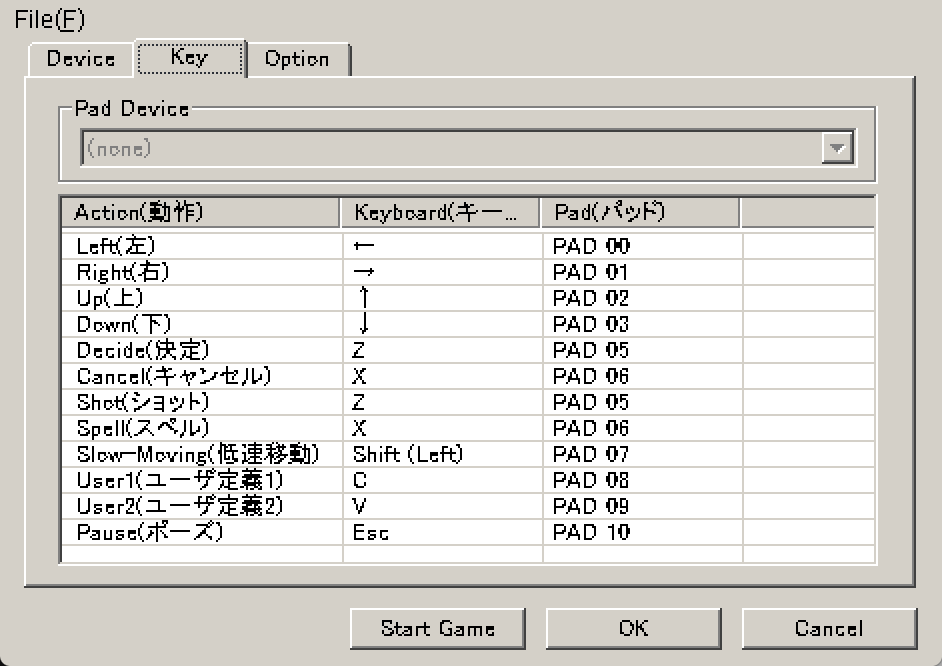 File(F)
Device Key Option
Pad Device
(none)
Action(動作) Keyboard(キー... Pad(パッド)
Left(左) ← PAD 00
Right(右) → PAD 01
Up(上) ↑ PAD 02
Down(下) ↓ PAD 03
Decide(決定) Z PAD 05
Cancel(キャンセル) X PAD 06
Shot(ショット) Z PAD 05
Spell(スペル) X PAD 06
Slow-Moving(低速移動) Shift (Left) PAD 07
User1(ユーザ定義1) C PAD 08
User2(ユーザ定義2) V PAD 09
Pause(ポーズ) Esc PAD 10
Start Game OK Cancel